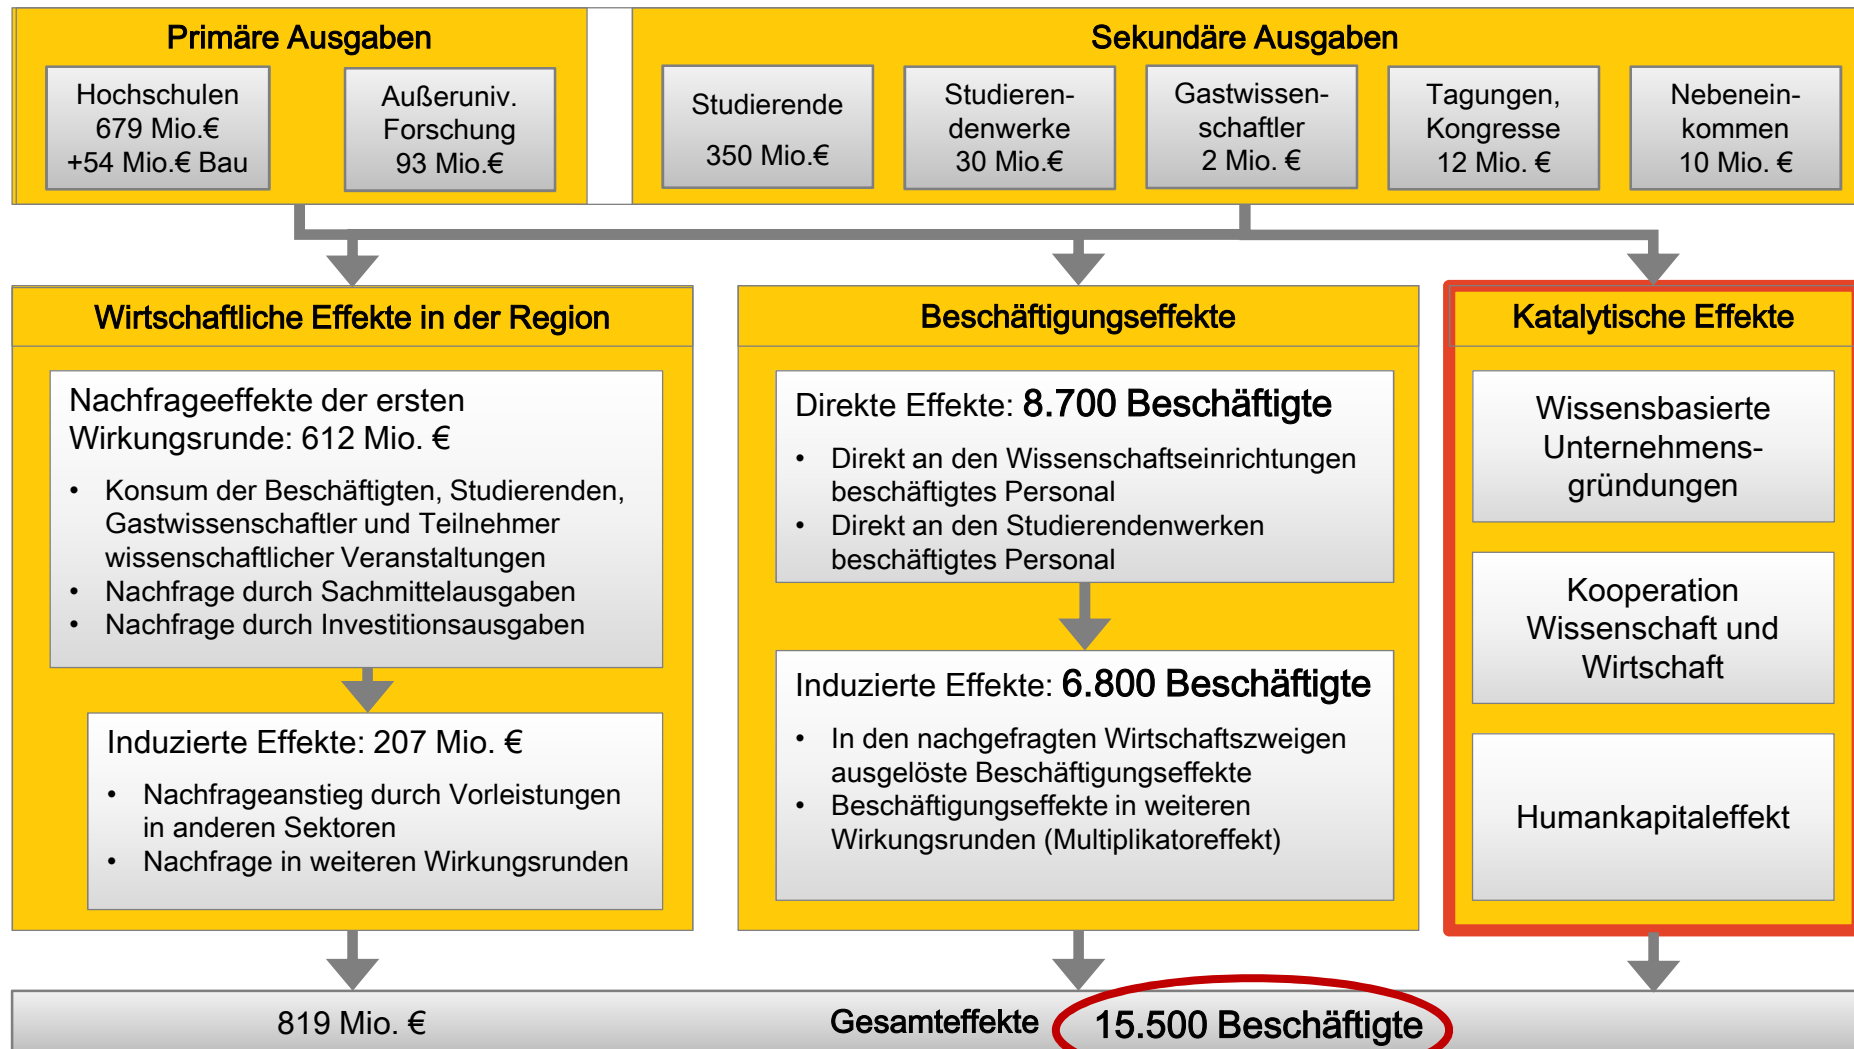 Primäre Ausgaben
Hochschulen
679 Mio.€
+54 Mio.€ Bau
Außeruniv.
Forschung
93 Mio.€
Sekundäre Ausgaben
Studierende
350 Mio.€
Studieren-
denwerke
30 Mio.€
Gastwissen-
schaftler
2 Mio. €
Tagungen,
Kongresse
12 Mio. €
Nebenein-
kommen
10 Mio. €
Wirtschaftliche Effekte in der Region
Nachfrageeffekte der ersten
Wirkungsrunde: 612 Mio. €
• Konsum der Beschäftigten, Studierenden,
Gastwissenschaftler und Teilnehmer
wissenschaftlicher Veranstaltungen
• Nachfrage durch Sachmittelausgaben
• Nachfrage durch Investitionsausgaben
Induzierte Effekte: 207 Mio. €
• Nachfrageanstieg durch Vorleistungen
in anderen Sektoren
• Nachfrage in weiteren Wirkungsrunden
Beschäftigungseffekte
Direkte Effekte: 8.700 Beschäftigte
• Direkt an den Wissenschaftseinrichtungen
beschäftigtes Personal
• Direkt an den Studierendenwerken
beschäftigtes Personal
Induzierte Effekte: 6.800 Beschäftigte
• In den nachgefragten Wirtschaftszweigen
ausgelöste Beschäftigungseffekte
• Beschäftigungseffekte in weiteren
Wirkungsrunden (Multiplikatoreffekt)
Katalytische Effekte
Wissensbasierte
Unternehmens-
gründungen
Kooperation
Wissenschaft und
Wirtschaft
Humankapitaleffekt
819 Mio. €
Gesamteffekte
15.500 Beschäftigte